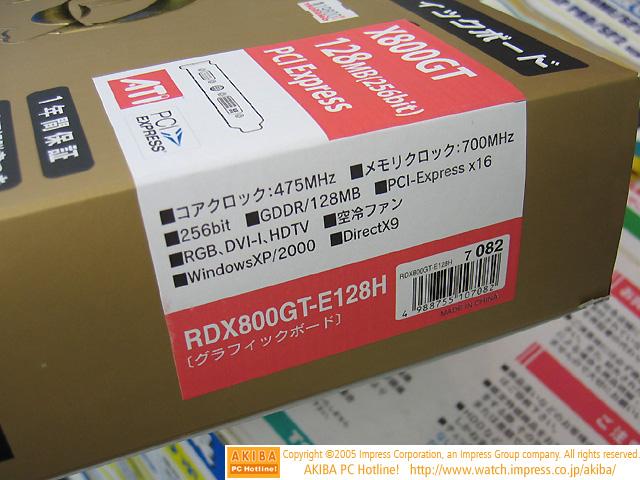 ィックボード
X800GT
128MB(256bit)
PCI Express
ATI
PCI
EXPRESS
1年間保証
■コアクロック:475MHz ■メモリクロック:700MHz
■256bit ■GDDR/128MB ■PCI-Express x16
■RGB、DVI-I、HDTV ■空冷ファン
■WindowsXP/2000 ■DirectX9
RDX800GT-E128H
[グラフィックボード]
7 082
RDX800GT-E128H
4 988755 107082
MADE IN CHINA
ご注
AKIBA
PC Hotline!
Copyright ©2005 Impress Corporation, an Impress Group company. All rights reserved.
AKIBA PC Hotline! http://www.watch.impress.co.jp/akiba/